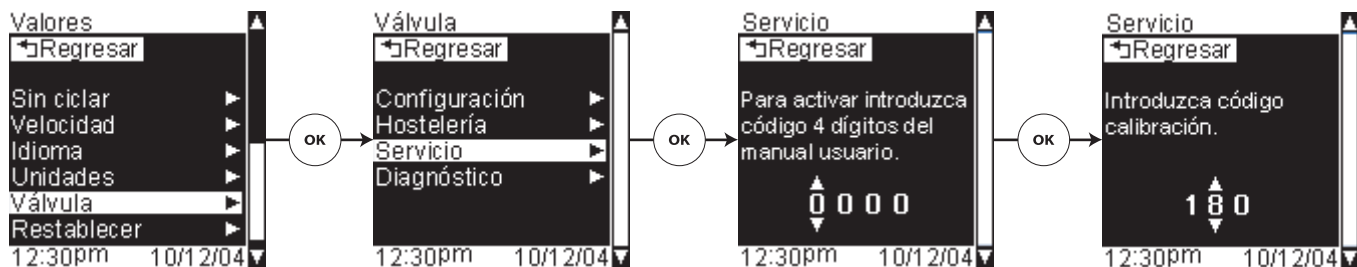 Valores
Regresar
Sin ciclar
Velocidad
Idioma
Unidades
Válvula
Restablecer
12:30pm 10/12/04
OK
Válvula
Regresar
Configuración
Hostelería
Servicio
Diagnóstico
12:30pm 10/12/04
OK
Servicio
Regresar
Para activar introduzca
código 4 dígitos del
manual usuario.
0 0 0 0
12:30pm 10/12/04
OK
Servicio
Regresar
Introduzca código
calibración.
1 8 0
12:30pm 10/12/04